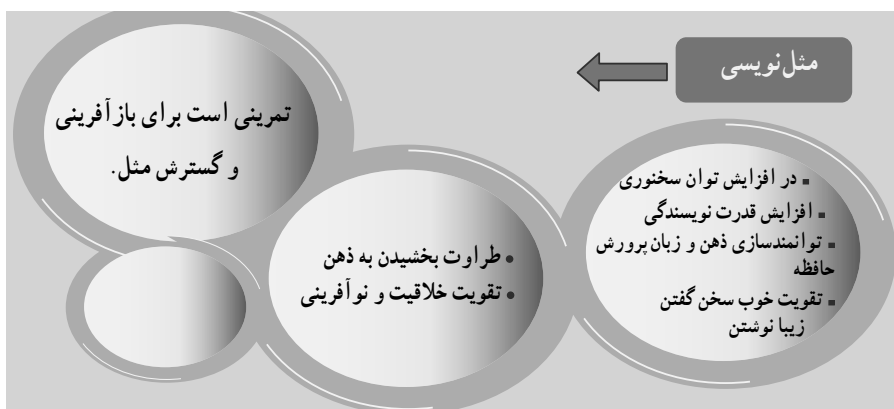 مثل‌نویسی
در افزایش توان سخنوری
افزایش قدرت نویسندگی
توانمندسازی ذهن و زبان پرورش
حافظه
تقویت خوب سخن گفتن
زیبا نوشتن
طراوت بخشیدن به ذهن
تقویت خلاقیت و نوآفرینی
تمرینی است برای بازآفرینی
و گسترش مثل.